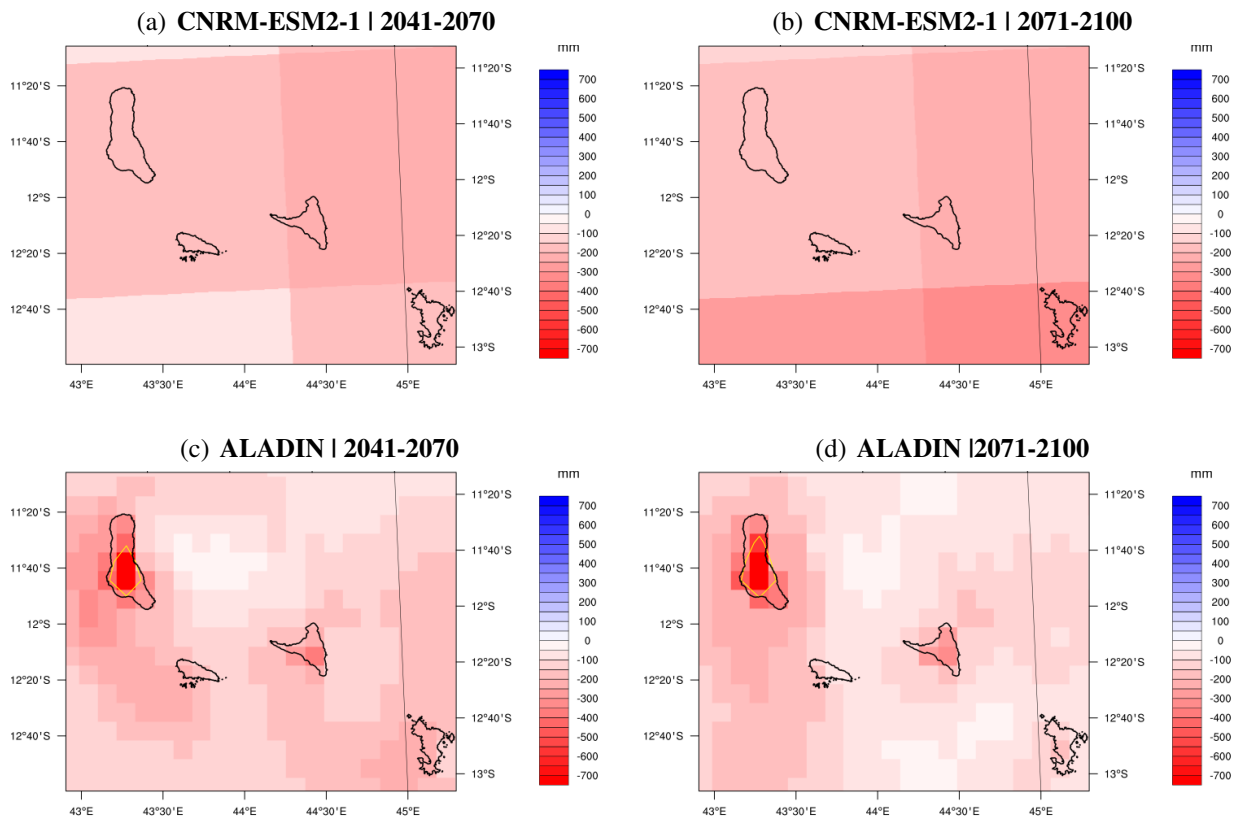 (a) CNRM-ESM2-1 | 2041-2070
mm
11°20'S
11°40'S
12°S
12°20'S
12°40'S
11°20'S
11°40'S
12°S
12°20'S
12°40'S
13°S
700
600
500
400
300
200
100
0
-100
-200
-300
-400
-500
-600
-700
43°E
43°30'E
44°E
44°30'E
45°E
(b) CNRM-ESM2-1 | 2071-2100
mm
11°20'S
11°40'S
12°S
12°20'S
12°40'S
11°20'S
11°40'S
12°S
12°20'S
12°40'S
13°S
700
600
500
400
300
200
100
0
-100
-200
-300
-400
-500
-600
-700
43°E
43°30'E
44°E
44°30'E
45°E
(c) ALADIN | 2041-2070
mm
11°20'S
11°40'S
12°S
12°20'S
12°40'S
11°20'S
11°40'S
12°S
12°20'S
12°40'S
13°S
700
600
500
400
300
200
100
0
-100
-200
-300
-400
-500
-600
-700
43°E
43°30'E
44°E
44°30'E
45°E
(d) ALADIN |2071-2100
mm
11°20'S
11°40'S
12°S
12°20'S
12°40'S
11°20'S
11°40'S
12°S
12°20'S
12°40'S
13°S
700
600
500
400
300
200
100
0
-100
-200
-300
-400
-500
-600
-700
43°E
43°30'E
44°E
44°30'E
45°E